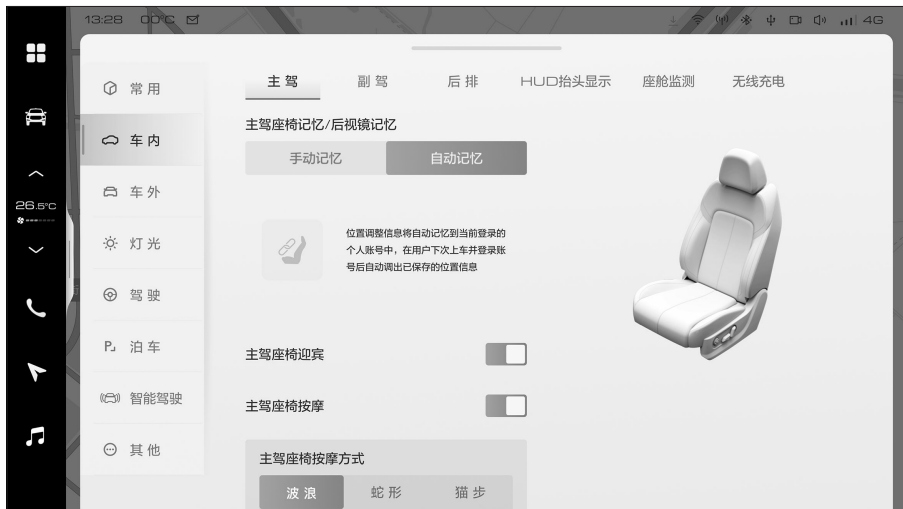 13:28 00°C
4G
26.5°C
常用
车内
车外
灯光
驾驶
P 泊车
智能驾驶
其他
主驾 副驾 后排 HUD抬头显示 座舱监测 无线充电
主驾座椅记忆/后视镜记忆
手动记忆 自动记忆
位置调整信息将自动记忆到当前登录的
个人账号中，在用户下次上车并登录账
号后自动调出已保存的位置信息
主驾座椅迎宾
主驾座椅按摩
主驾座椅按摩方式
波浪 蛇形 猫步